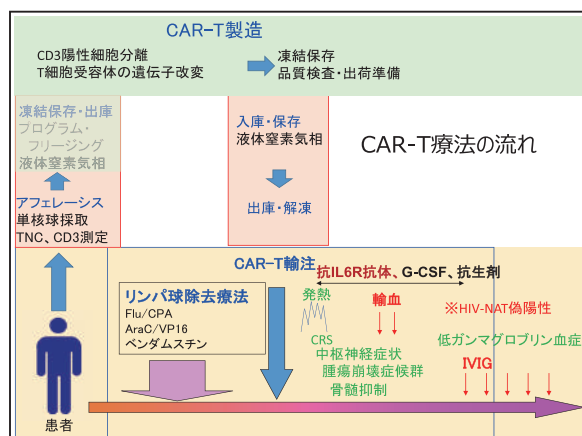 CAR-T製造
CD3陽性細胞分離
T細胞受容体の遺伝子改変
凍結保存
品質検査・出荷準備
凍結保存・出庫
プログラム・
フリージング
液体窒素気相
入庫・保存
液体窒素気相
CAR-T療法の流れ
出庫・解凍
アフェレーシス
単核球採取
TNC、CD3測定
CAR-T輸注
抗IL6R抗体、G-CSF、抗生剤
リンパ球除去療法
Flu/CPA
AraC/VP16
ベンダムスチン
発熱
輸血
※HIV-NAT偽陽性
CRS
低ガンマグロブリン血症
中枢神経症状
腫瘍崩壊症候群
骨髄抑制
IVIG
患者